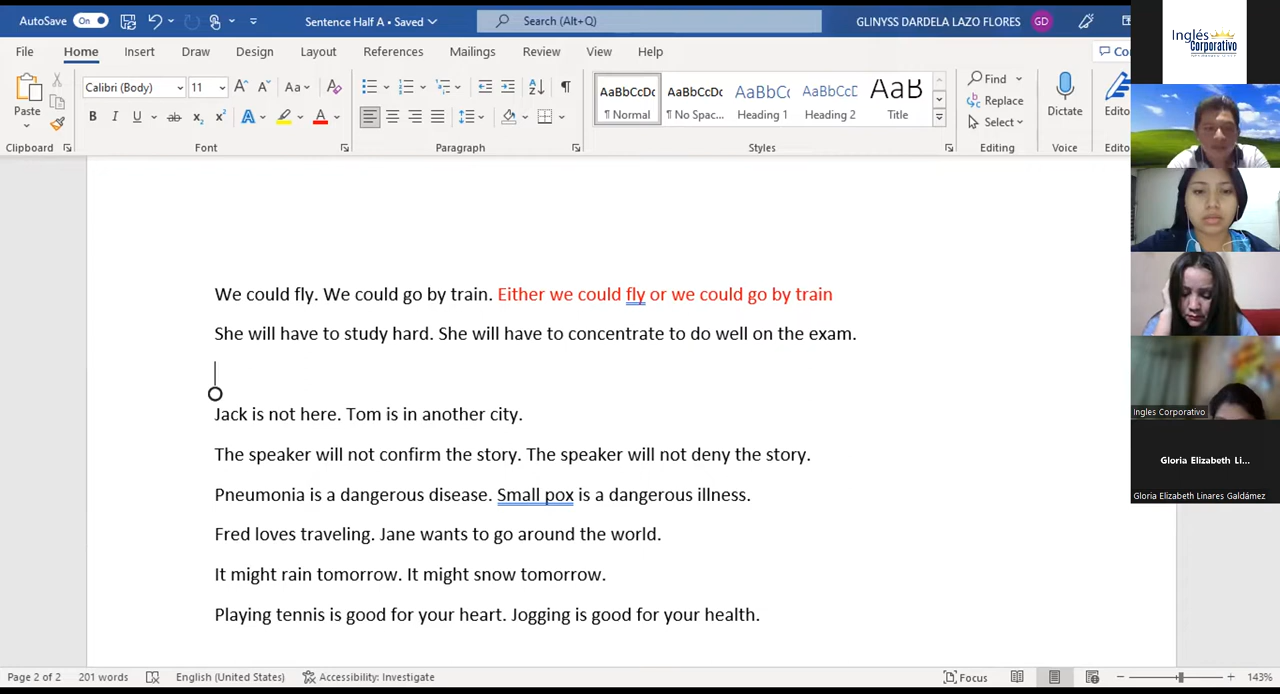 AutoSave On Sentence Half A • Saved Search (Alt+Q) GLINYSS DARDELA LAZO FLORES GD
File Home Insert Draw Design Layout References Mailings Review View Help
Paste Calibri (Body) 11 Aa AaBbCcDc AaBbCcDc AaBbCc AaBbCcD AaB Find Replace Select Dictate
B I U ab x₂ x² A A ¶ Normal ¶ No Spac... Heading 1 Heading 2 Title
Clipboard Font Paragraph Styles Editing Voice
Inglés
Corporativo
We could fly. We could go by train. Either we could fly or we could go by train
She will have to study hard. She will have to concentrate to do well on the exam.
Jack is not here. Tom is in another city.
The speaker will not confirm the story. The speaker will not deny the story.
Pneumonia is a dangerous disease. Small pox is a dangerous illness.
Fred loves traveling. Jane wants to go around the world.
It might rain tomorrow. It might snow tomorrow.
Playing tennis is good for your heart. Jogging is good for your health.
Ingles Corporativo
Gloria Elizabeth Li...
Gloria Elizabeth Linares Galdámez
Page 2 of 2 201 words English (United States) Accessibility: Investigate Focus 143%